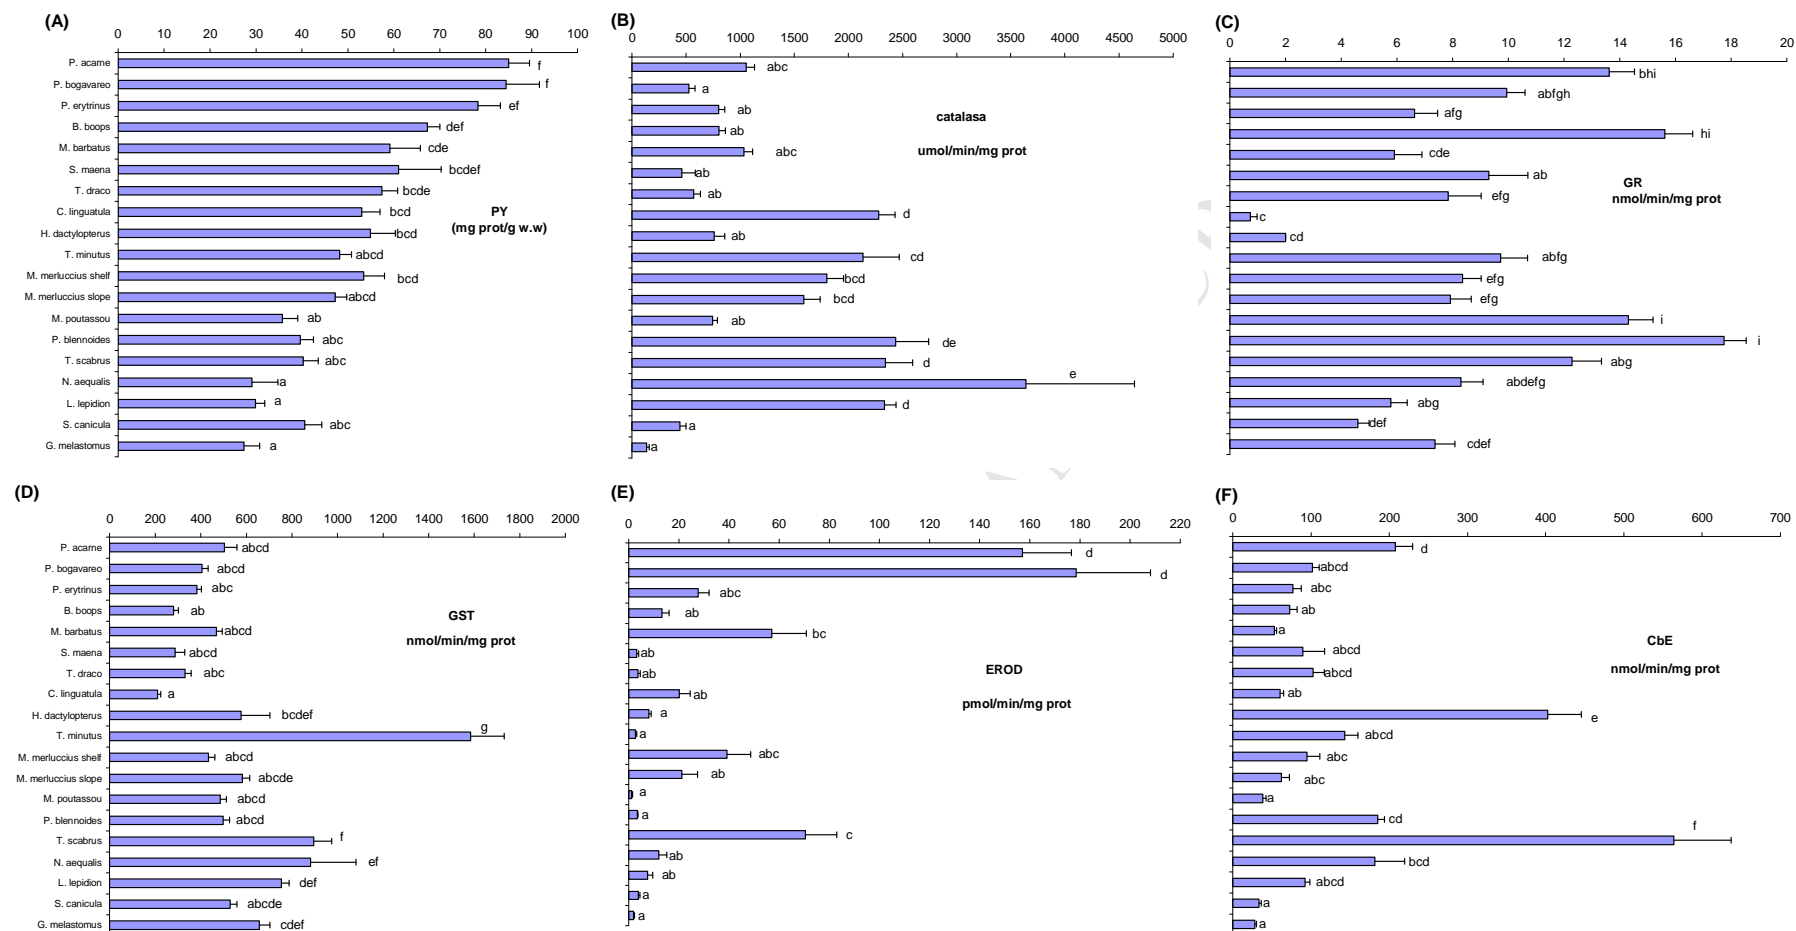 (A)
0 10 20 30 40 50 60 70 80 90 100
P. acarne f
P. bogavareo f
P. erytrinus ef
B. boops def
M. barbatus cde
S. maena bcdef
T. draco bcde
C. linguatula bcd
H. dactylopterus bcd
T. minutus abcd
M. merluccius shelf bcd
M. merluccius slope abcd
M. poutassou ab
P. blennoides abc
T. scabrus abc
N. aequalis a
L. lepidion a
S. canicula abc
G. melastomus a
PY
(mg prot/g w.w)
(B)
0 500 1000 1500 2000 2500 3000 3500 4000 4500 5000
abc
a
ab
ab
abc
ab
ab
d
ab
cd
bcd
bcd
ab
de
d
e
d
a
a
catalasa
umol/min/mg prot
(C)
0 2 4 6 8 10 12 14 16 18 20
bhi
abfgh
afg
hi
cde
ab
efg
c
cd
abfg
efg
efg
i
i
abg
abdefg
abg
def
cdef
GR
nmol/min/mg prot
(D)
0 200 400 600 800 1000 1200 1400 1600 1800 2000
P. acarne abcd
P. bogavareo abcd
P. erytrinus abc
B. boops ab
M. barbatus abcd
S. maena abcd
T. draco abc
C. linguatula a
H. dactylopterus bcdef
T. minutus g
M. merluccius shelf abcd
M. merluccius slope abcde
M. poutassou abcd
P. blennoides abcd
T. scabrus f
N. aequalis ef
L. lepidion def
S. canicula abcde
G. melastomus cdef
GST
nmol/min/mg prot
(E)
0 20 40 60 80 100 120 140 160 180 200 220
d
d
abc
ab
bc
ab
ab
ab
a
a
abc
ab
a
a
c
ab
ab
a
a
EROD
pmol/min/mg prot
(F)
0 100 200 300 400 500 600 700
d
abcd
abc
ab
a
abcd
abcd
ab
e
abcd
abc
abc
a
cd
f
bcd
abcd
a
a
CbE
nmol/min/mg prot